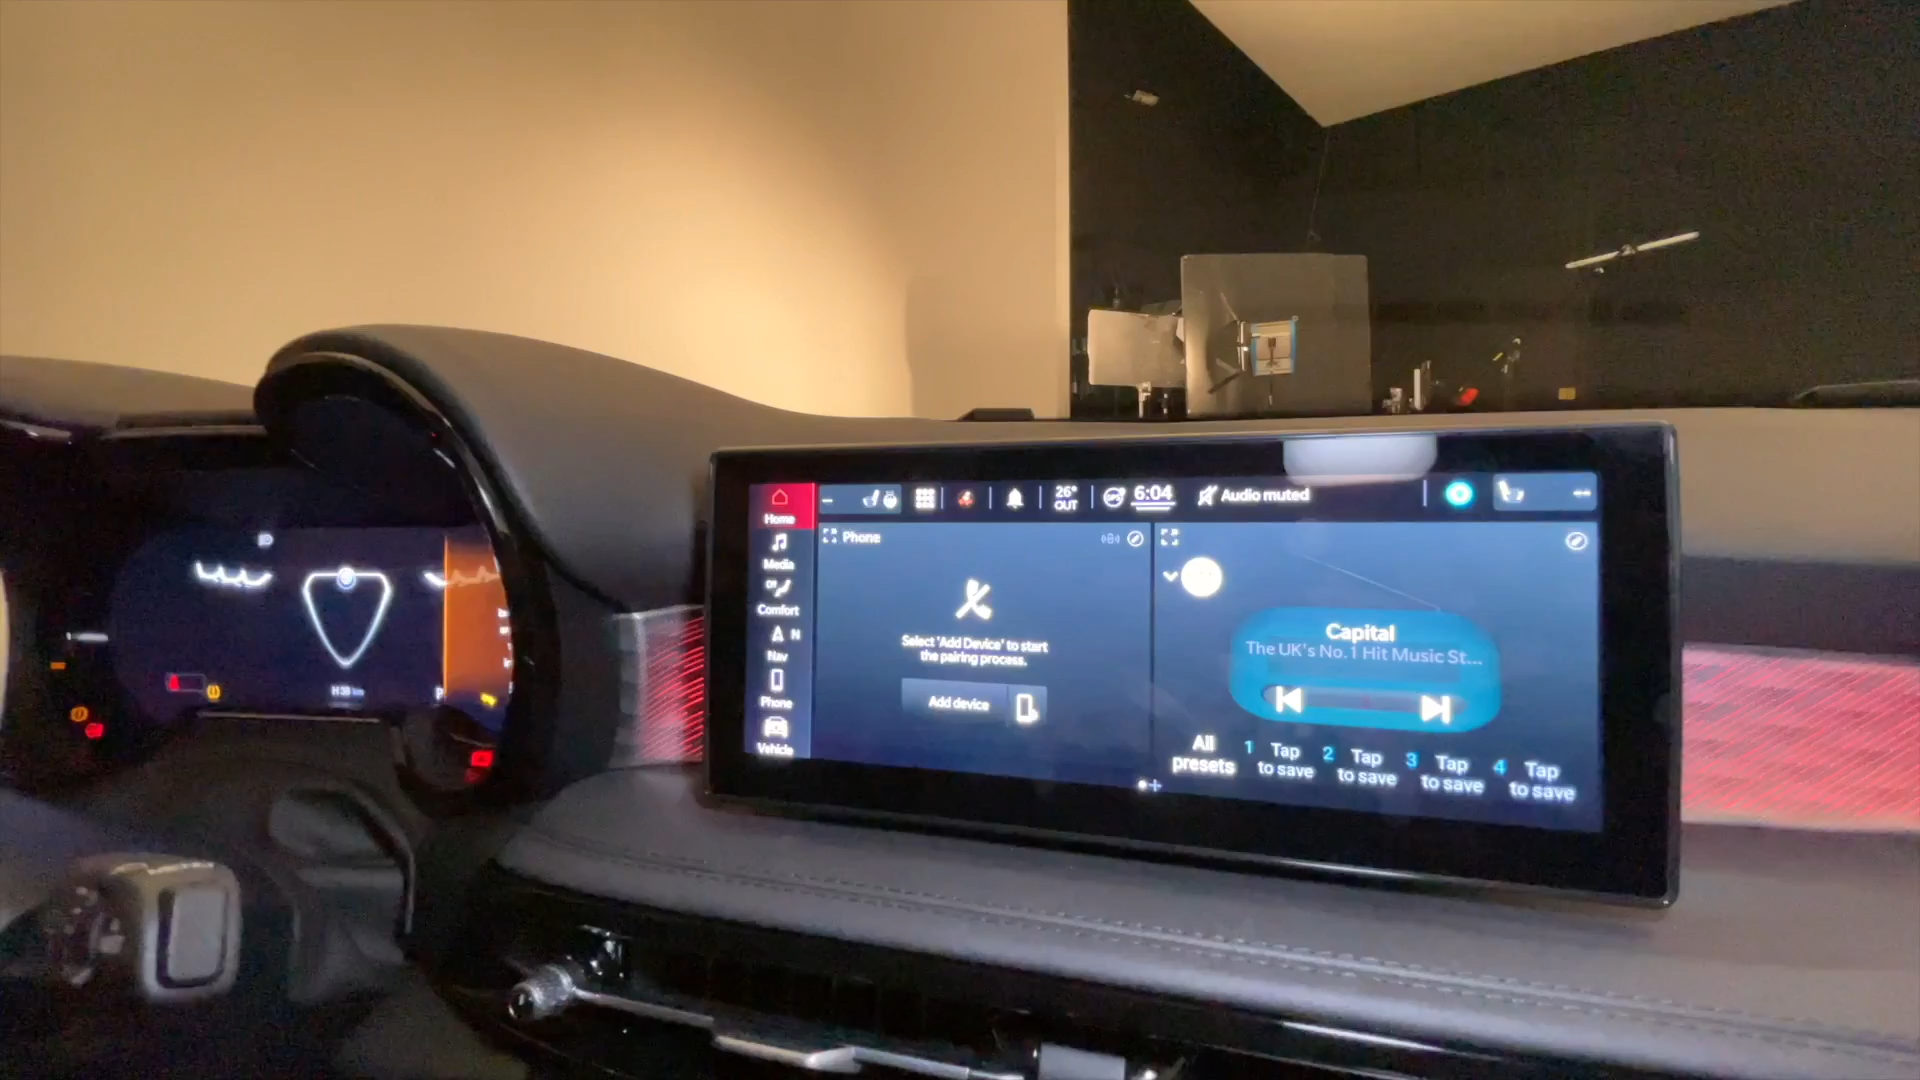 Home
Media
Comfort
N
Nav
Phone
Vehicle
26°
OUT
6:04
Audio muted
Phone
Select 'Add Device' to start
the pairing process.
Add device
Capital
The UK's No.1 Hit Music St...
All
presets
1 Tap
to save
2 Tap
to save
3 Tap
to save
4 Tap
to save